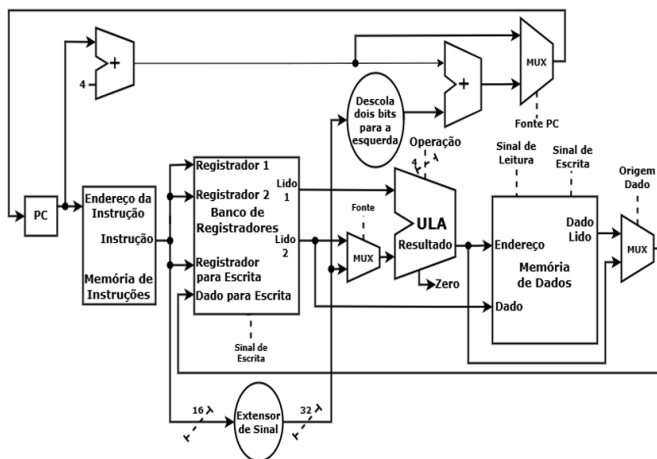 +
4
+
MUX
Descola
dois bits
para a
esquerda
Fonte PC
Operação
4
Sinal de
Leitura
Sinal de
Escrita
Origem
Dado
PC
Endereço da
Instrução
Instrução
Memória de
Instruções
Registrador 1
Registrador 2
Banco de
Registradores
Registrador
para Escrita
Dado para Escrita
Lido
1
Lido
2
Sinal de
Escrita
Fonte
MUX
ULA
Resultado
Zero
Endereço
Dado
Lido
Memória
de Dados
Dado
MUX
16
Extensor
de Sinal
32